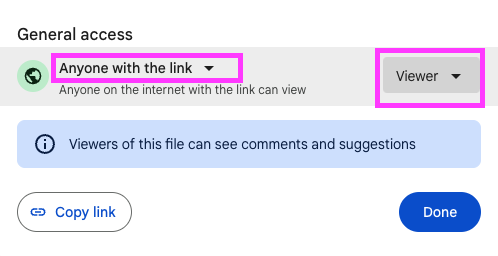 General access
Anyone with the link
Viewer
Anyone on the internet with the link can view
Viewers of this file can see comments and suggestions
Copy link
Done